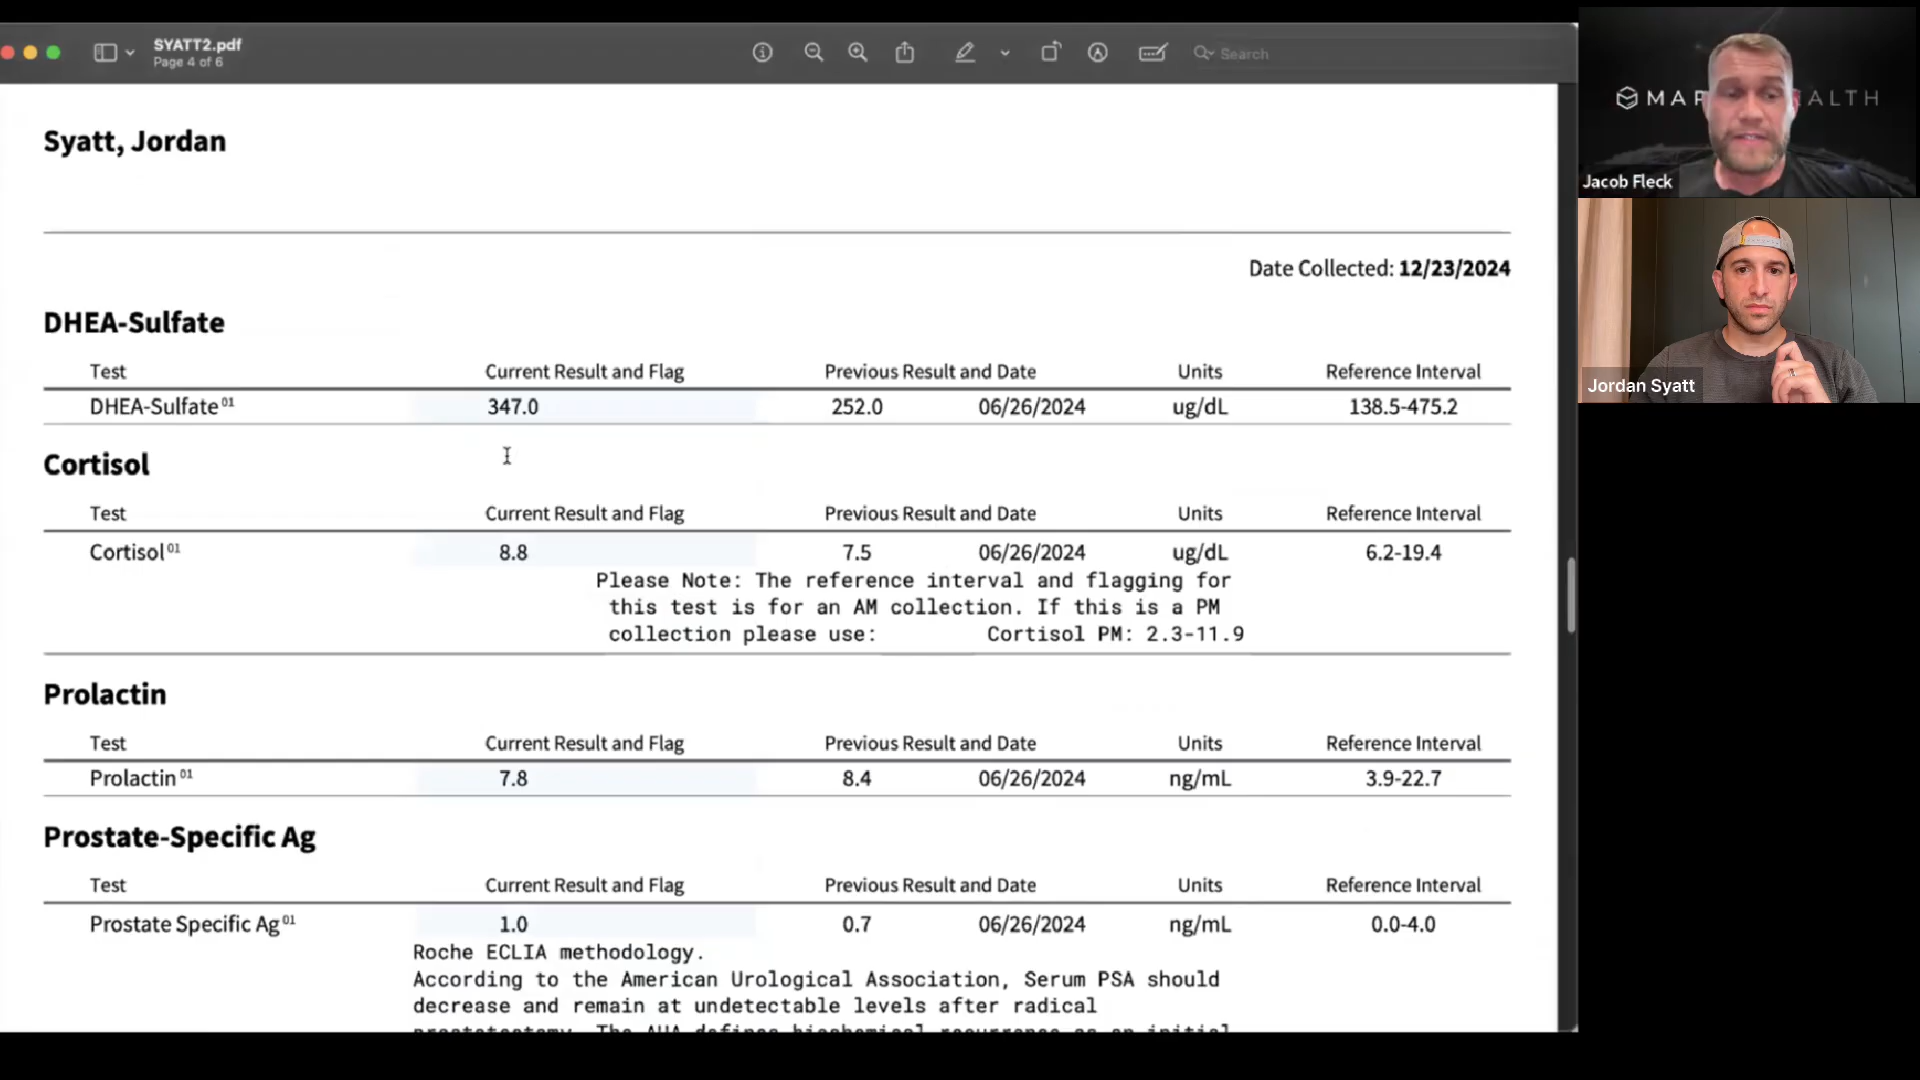 SYATT2.pdf
Page 4 of 6
Search
Syatt, Jordan
Date Collected: 12/23/2024
DHEA-Sulfate
Test Current Result and Flag Previous Result and Date Units Reference Interval
DHEA-Sulfate 01 347.0 252.0 06/26/2024 ug/dL 138.5-475.2
Cortisol
Test Current Result and Flag Previous Result and Date Units Reference Interval
Cortisol 01 8.8 7.5 06/26/2024 ug/dL 6.2-19.4
Please Note: The reference interval and flagging for
this test is for an AM collection. If this is a PM
collection please use: Cortisol PM: 2.3-11.9
Prolactin
Test Current Result and Flag Previous Result and Date Units Reference Interval
Prolactin 01 7.8 8.4 06/26/2024 ng/mL 3.9-22.7
Prostate-Specific Ag
Test Current Result and Flag Previous Result and Date Units Reference Interval
Prostate Specific Ag 01 1.0 0.7 06/26/2024 ng/mL 0.0-4.0
Roche ECLIA methodology.
According to the American Urological Association, Serum PSA should
decrease and remain at undetectable levels after radical
Jacob Fleck
Jordan Syatt